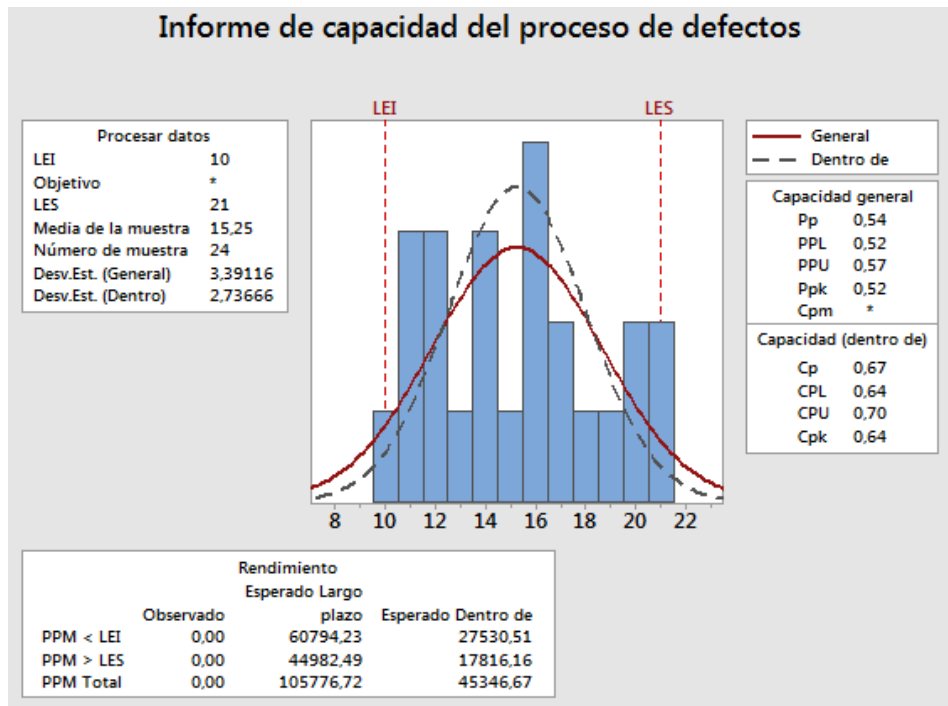 Informe de capacidad del proceso de defectos
LEI LES
Procesar datos
LEI 10
Objetivo *
LES 21
Media de la muestra 15,25
Número de muestra 24
Desv.Est. (General) 3,39116
Desv.Est. (Dentro) 2,73666
General
Dentro de
Capacidad general
Pp 0,54
PPL 0,52
PPU 0,57
Ppk 0,52
Cpm *
Capacidad (dentro de)
Cp 0,67
CPL 0,64
CPU 0,70
Cpk 0,64
8 10 12 14 16 18 20 22
Rendimiento
Esperado Largo
Observado plazo Esperado Dentro de
PPM < LEI 0,00 60794,23 27530,51
PPM > LES 0,00 44982,49 17816,16
PPM Total 0,00 105776,72 45346,67